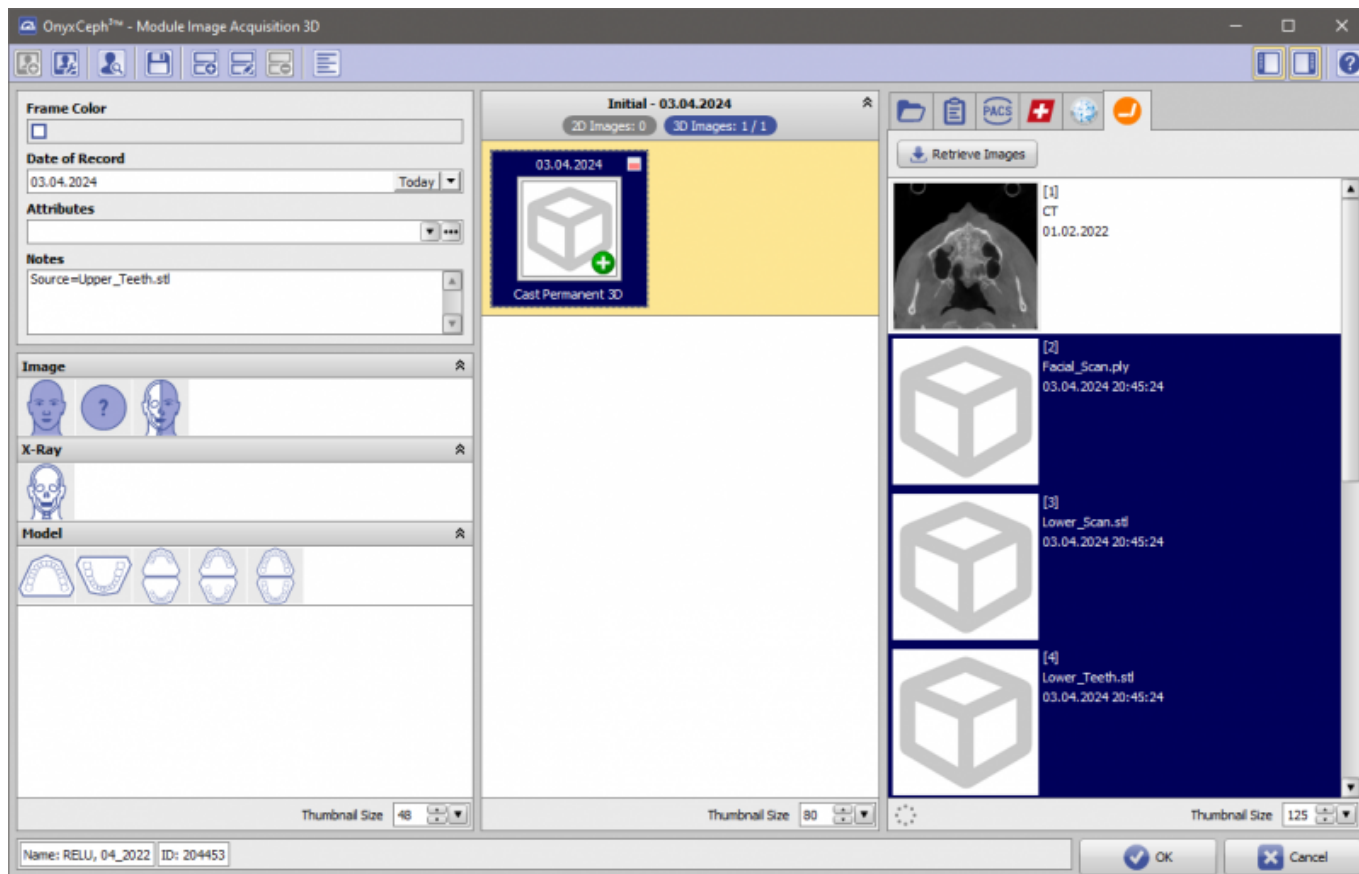 OnyxCeph³™ - Module Image Acquisition 3D
PACS
Frame Color
Date of Record
03.04.2024
Today
Attributes
Notes
Source=Upper_Teeth.stl
Image
?
X-Ray
Model
Thumbnail Size 48
Name: RELU, 04_2022 ID: 204453
Initial - 03.04.2024
2D Images: 0 3D Images: 1 / 1
03.04.2024
Cast Permanent 3D
Thumbnail Size 80
Retrieve Images
[1]
CT
01.02.2022
[2]
Facial_Scan.ply
03.04.2024 20:45:24
[3]
Lower_Scan.stl
03.04.2024 20:45:24
[4]
Lower_Teeth.stl
03.04.2024 20:45:24
Thumbnail Size 125
OK
Cancel